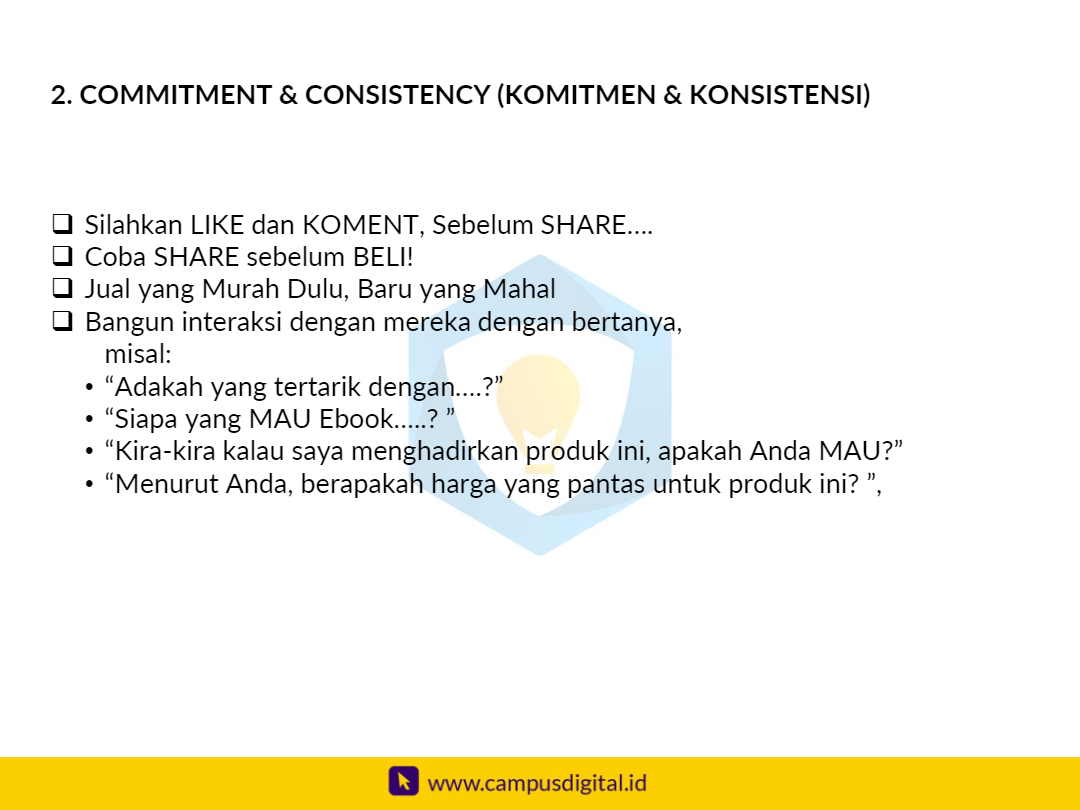 2. COMMITMENT & CONSISTENCY (KOMITMEN & KONSISTENSI)
❑ Silahkan LIKE dan KOMENT, Sebelum SHARE….
❑ Coba SHARE sebelum BELI!
❑ Jual yang Murah Dulu, Baru yang Mahal
❑ Bangun interaksi dengan mereka dengan bertanya,
misal:
• “Adakah yang tertarik dengan….?”
• “Siapa yang MAU Ebook…..? ”
• “Kira-kira kalau saya menghadirkan produk ini, apakah Anda MAU?”
• “Menurut Anda, berapakah harga yang pantas untuk produk ini? ”,
www.campusdigital.id